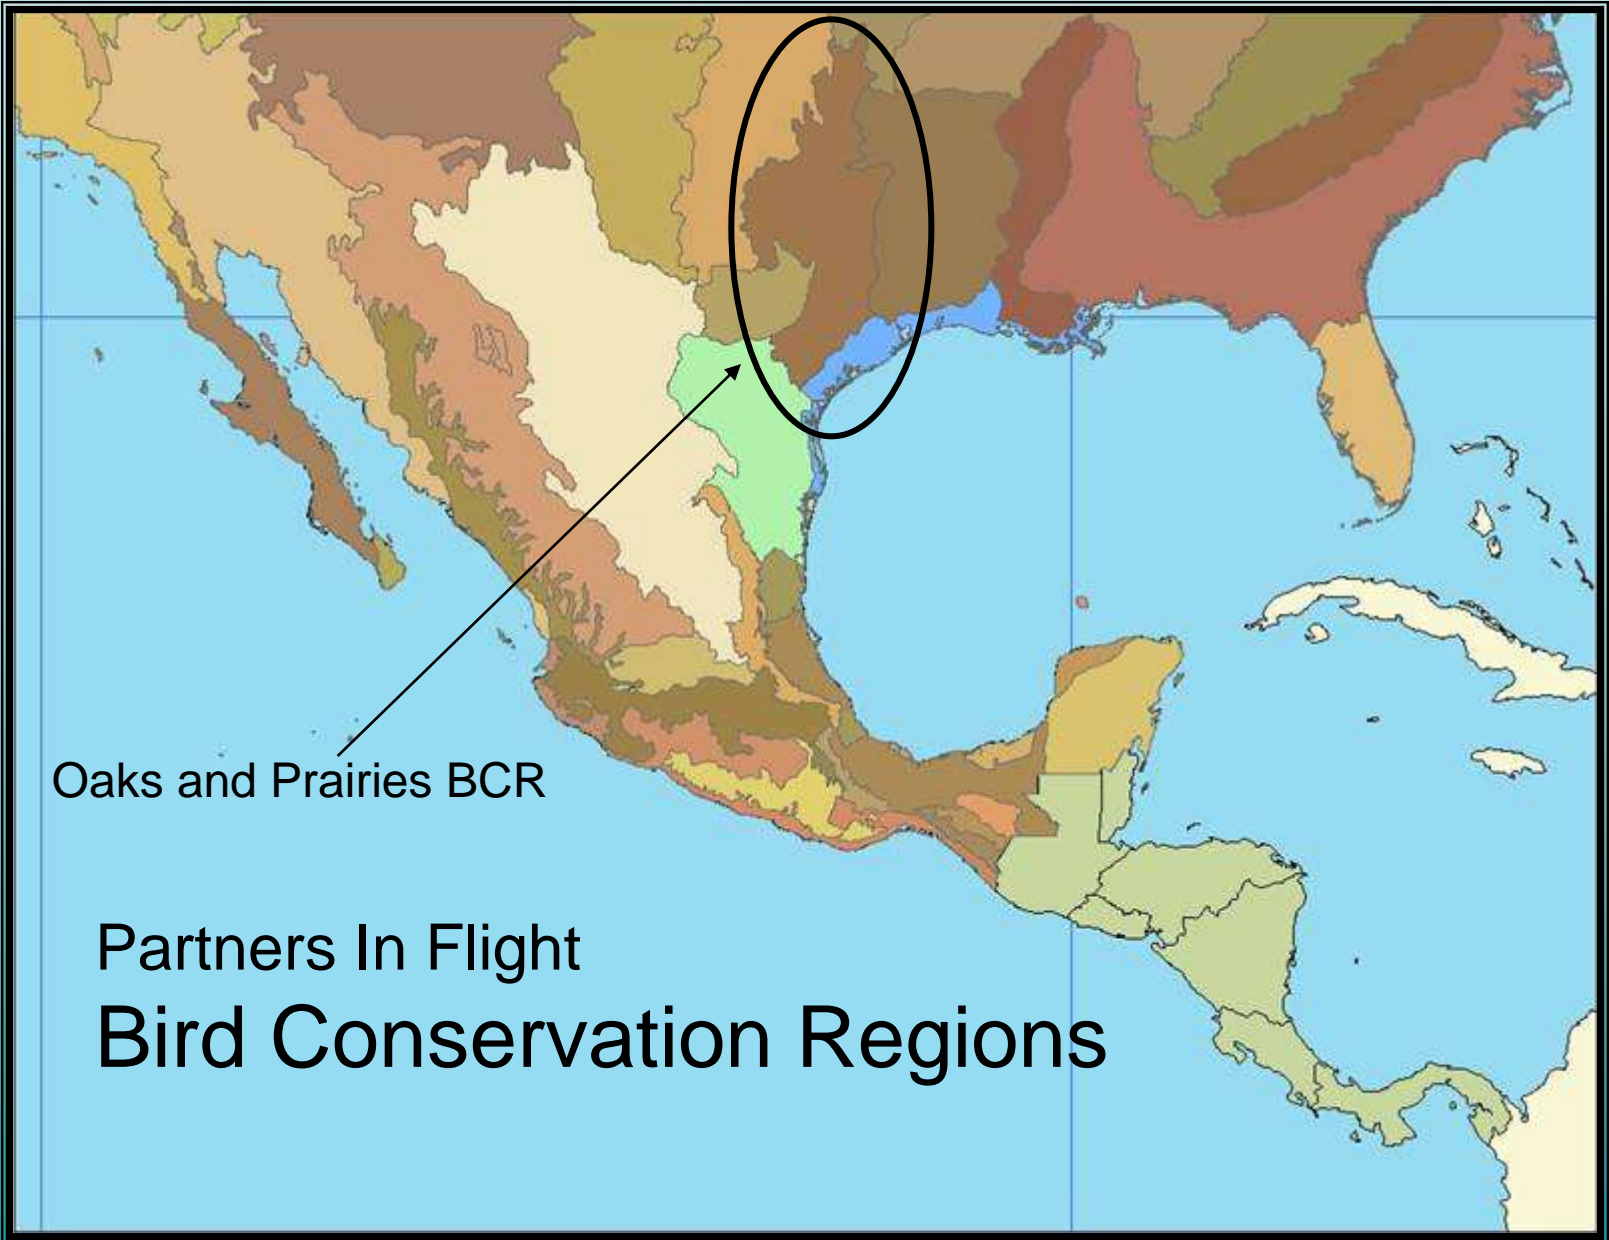 Oaks and Prairies BCR
Partners In Flight
Bird Conservation Regions